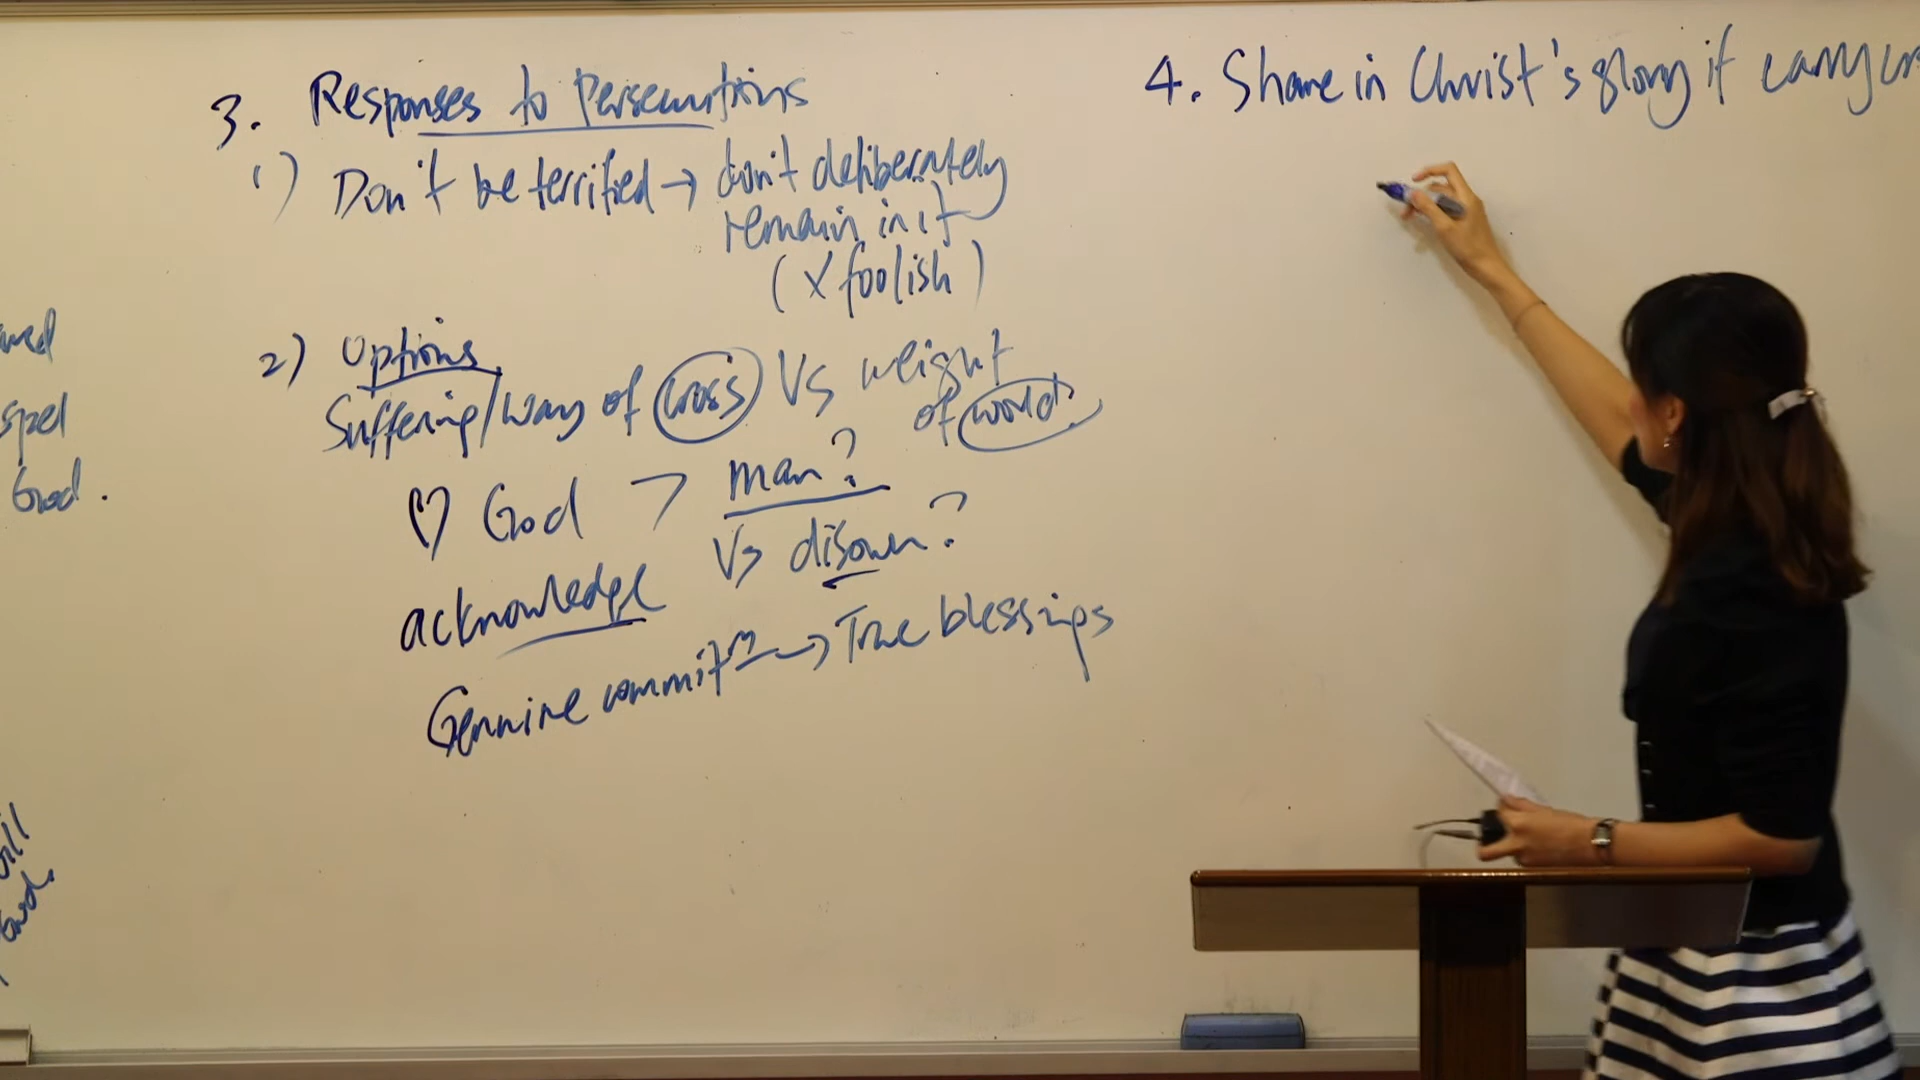 3. Responses to Persecutions
1) Don't be terrified → don't deliberately
remain in it
(X foolish)
2) Options
Suffering/Way of cross Vs weight
of world?
♡ God > man?
acknowledge Vs disown?
Genuine commitm → True blessings
4. Share in Christ's glory if carry
spel
God.